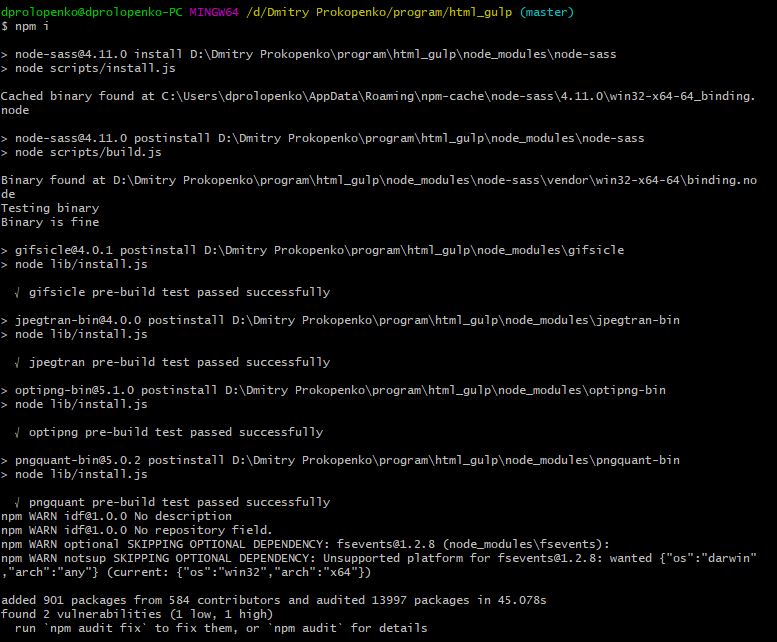 dprolopenko@dprolopenko-PC MINGW64 /d/Dmitry Prokopenko/program/html_gulp (master)
$ npm i
> node-sass@4.11.0 install D:\Dmitry Prokopenko\program\html_gulp\node_modules\node-sass
> node scripts/install.js
Cached binary found at C:\Users\dprolopenko\AppData\Roaming\npm-cache\node-sass\4.11.0\win32-x64-64_binding.
node
> node-sass@4.11.0 postinstall D:\Dmitry Prokopenko\program\html_gulp\node_modules\node-sass
> node scripts/build.js
Binary found at D:\Dmitry Prokopenko\program\html_gulp\node_modules\node-sass\vendor\win32-x64-64\binding.no
de
Testing binary
Binary is fine
> gifsicle@4.0.1 postinstall D:\Dmitry Prokopenko\program\html_gulp\node_modules\gifsicle
> node lib/install.js
√ gifsicle pre-build test passed successfully
> jpegtran-bin@4.0.0 postinstall D:\Dmitry Prokopenko\program\html_gulp\node_modules\jpegtran-bin
> node lib/install.js
√ jpegtran pre-build test passed successfully
> optipng-bin@5.1.0 postinstall D:\Dmitry Prokopenko\program\html_gulp\node_modules\optipng-bin
> node lib/install.js
√ optipng pre-build test passed successfully
> pngquant-bin@5.0.2 postinstall D:\Dmitry Prokopenko\program\html_gulp\node_modules\pngquant-bin
> node lib/install.js
√ pngquant pre-build test passed successfully
npm WARN idf@1.0.0 No description
npm WARN idf@1.0.0 No repository field.
npm WARN optional SKIPPING OPTIONAL DEPENDENCY: fsevents@1.2.8 (node_modules\fsevents):
npm WARN notsup SKIPPING OPTIONAL DEPENDENCY: Unsupported platform for fsevents@1.2.8: wanted {"os":"darwin"
,"arch":"any"} (current: {"os":"win32","arch":"x64"})
added 901 packages from 584 contributors and audited 13997 packages in 45.078s
found 2 vulnerabilities (1 low, 1 high)
run `npm audit fix` to fix them, or `npm audit` for details